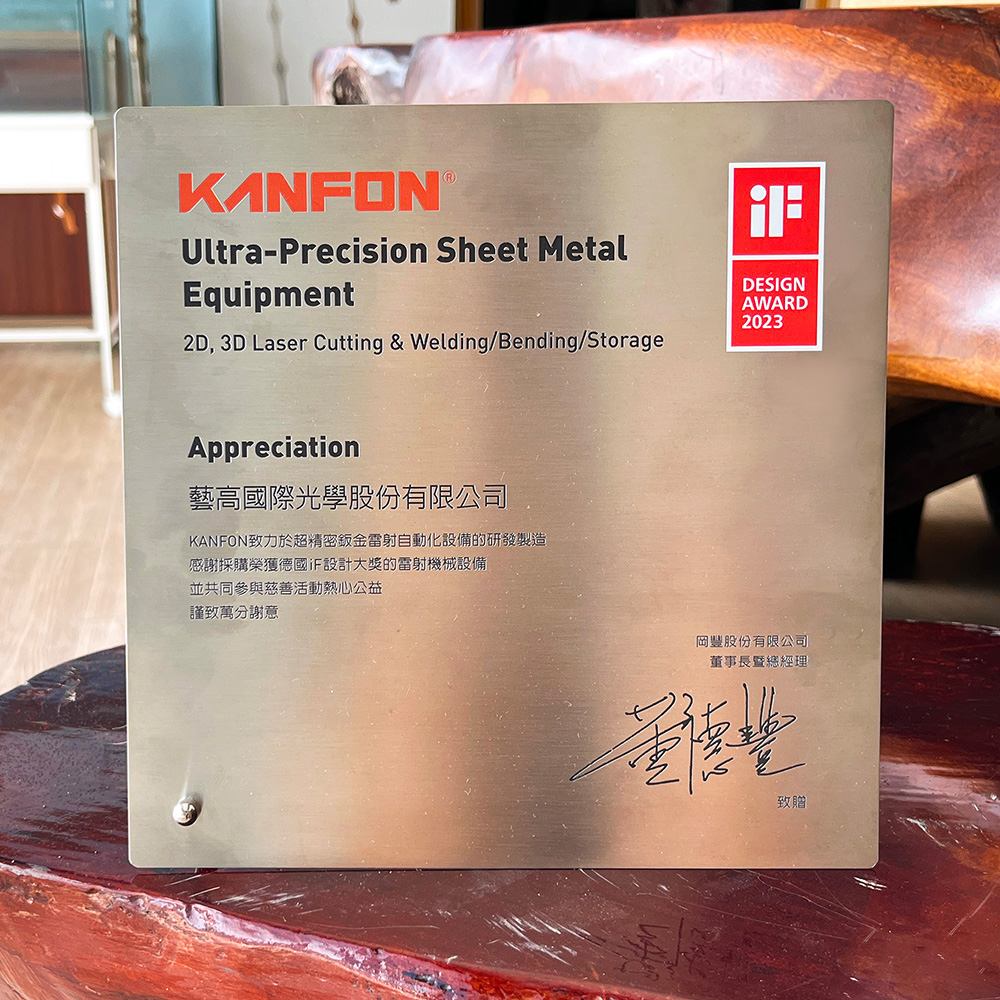 KANFON®
Ultra-Precision Sheet Metal
Equipment
2D, 3D Laser Cutting & Welding/Bending/Storage
iF
DESIGN
AWARD
2023
Appreciation
藝高國際光學股份有限公司
KANFON致力於超精密鈑金雷射自動化設備的研發製造
感謝採購榮獲德國iF設計大獎的雷射機械設備
並共同參與慈善活動熱心公益
謹致萬分謝意
岡豐股份有限公司
董事長暨總經理
董德豐
致贈